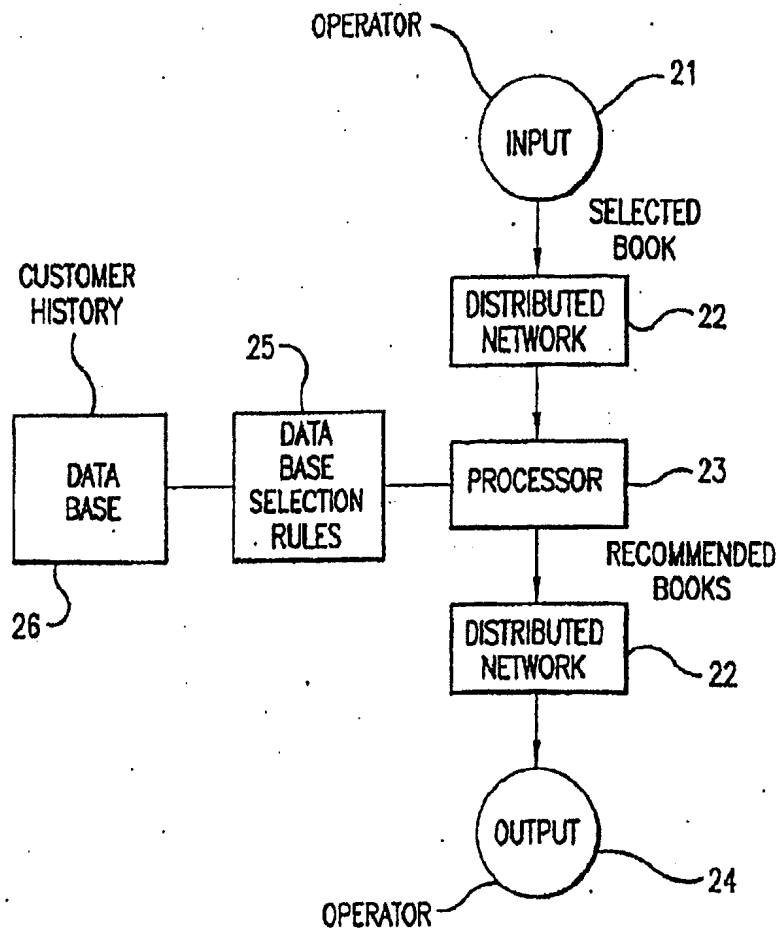 OPERATOR
21
INPUT
SELECTED
BOOK
DISTRIBUTED
NETWORK
22
CUSTOMER
HISTORY
25
DATA
BASE
DATA
BASE
SELECTION
RULES
PROCESSOR
23
RECOMMENDED
BOOKS
26
DISTRIBUTED
NETWORK
22
OUTPUT
24
OPERATOR